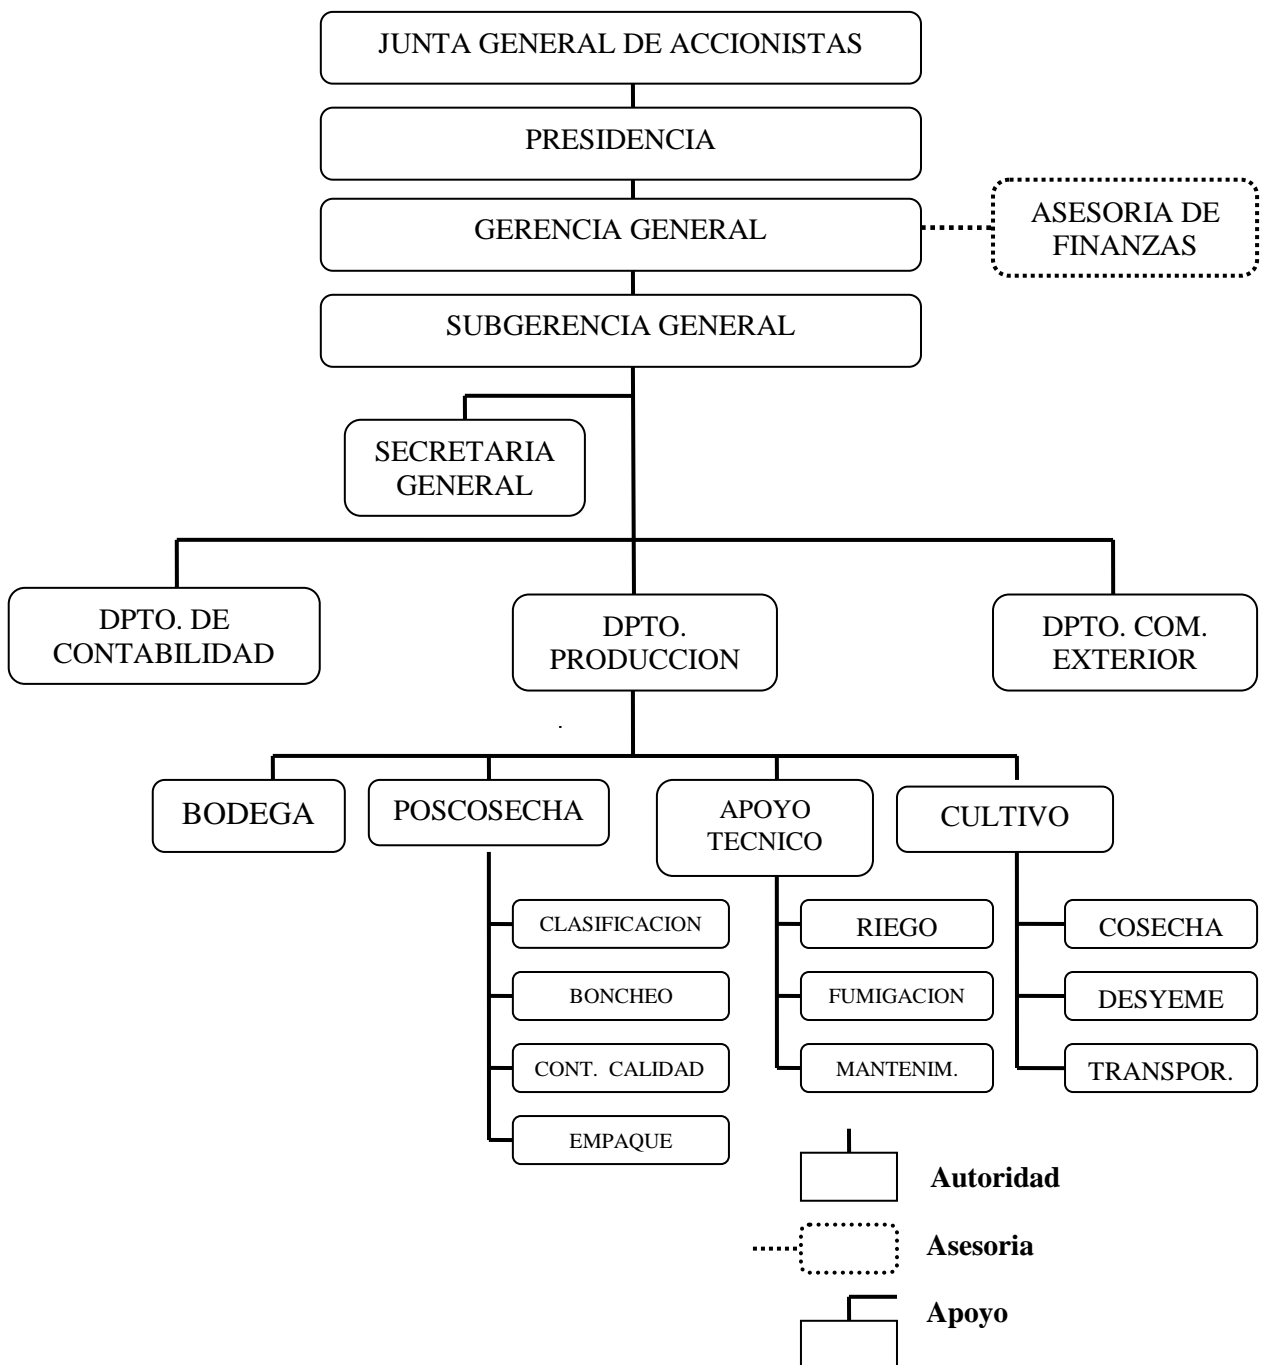 JUNTA GENERAL DE ACCIONISTAS
PRESIDENCIA
GERENCIA GENERAL
ASESORIA DE
FINANZAS
SUBGERENCIA GENERAL
SECRETARIA
GENERAL
DPTO. DE
CONTABILIDAD
DPTO.
PRODUCCION
DPTO. COM.
EXTERIOR
BODEGA
POSCOSECHA
APOYO
TECNICO
CULTIVO
CLASIFICACION
BONCHEO
CONT. CALIDAD
EMPAQUE
RIEGO
FUMIGACION
MANTENIM.
COSECHA
DESYEME
TRANSPOR.
Autoridad
Asesoria
Apoyo